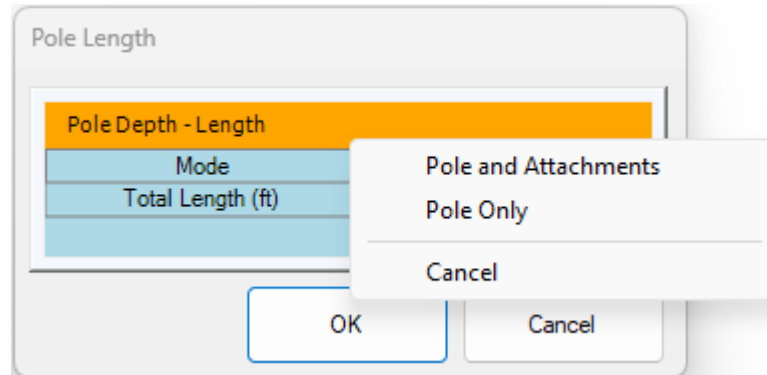 Pole Length
Pole Depth - Length
Mode
Total Length (ft)
Pole and Attachments
Pole Only
Cancel
OK
Cancel